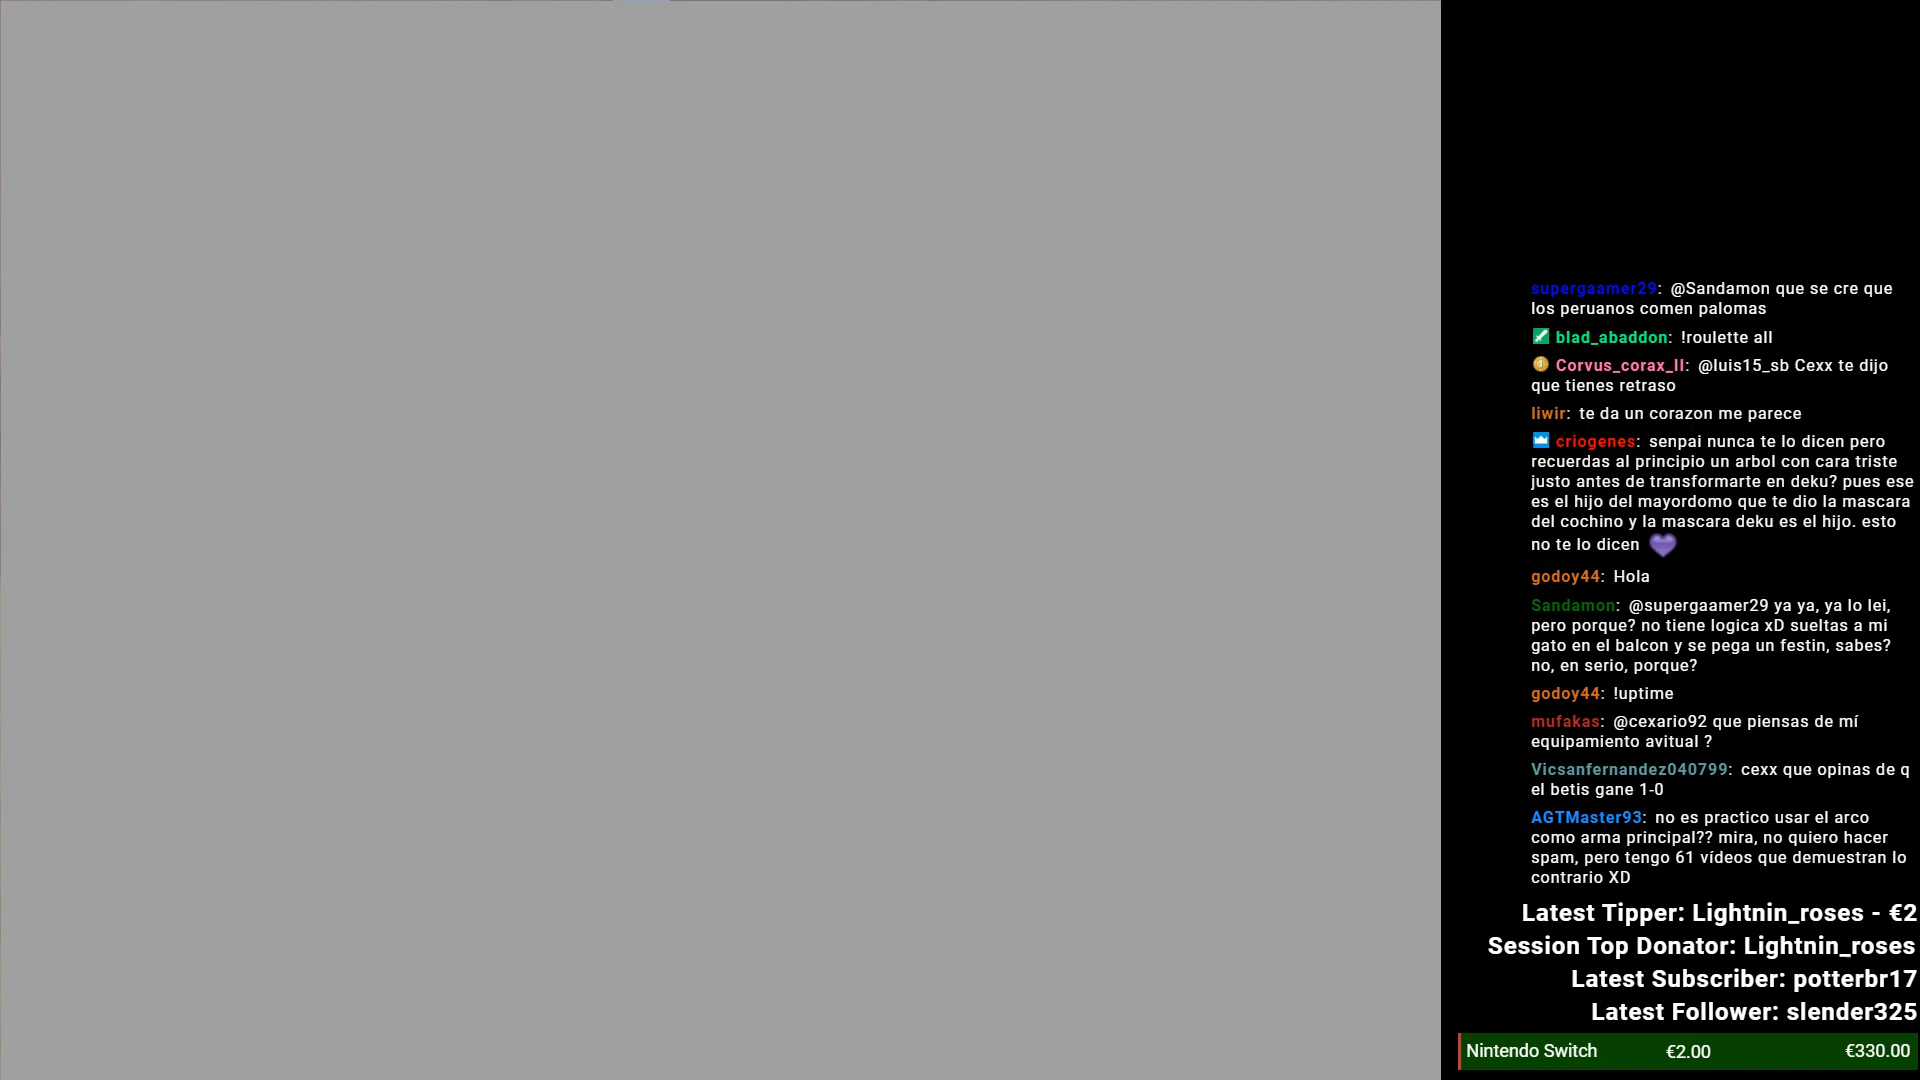 supergaamer29: @Sandamon que se cre que
los peruanos comen palomas
blad_abaddon: !roulette all
Corvus_corax_II: @luis15_sb Cexx te dijo
que tienes retraso
liwir: te da un corazon me parece
criogenes: senpai nunca te lo dicen pero
recuerdas al principio un arbol con cara triste
justo antes de transformarte en deku? pues ese
es el hijo del mayordomo que te dio la mascara
del cochino y la mascara deku es el hijo. esto
no te lo dicen
godoy44: Hola
Sandamon: @supergaamer29 ya ya, ya lo lei,
pero porque? no tiene logica xD sueltas a mi
gato en el balcon y se pega un festin, sabes?
no, en serio, porque?
godoy44: !uptime
mufakas: @cexario92 que piensas de mí
equipamiento avitual ?
Vicsanfernandez040799: cexx que opinas de q
el betis gane 1-0
AGTMaster93: no es practico usar el arco
como arma principal?? mira, no quiero hacer
spam, pero tengo 61 vídeos que demuestran lo
contrario XD
Latest Tipper: Lightnin_roses - €2
Session Top Donator: Lightnin_roses
Latest Subscriber: potterbr17
Latest Follower: slender325
Nintendo Switch €2.00 €330.00